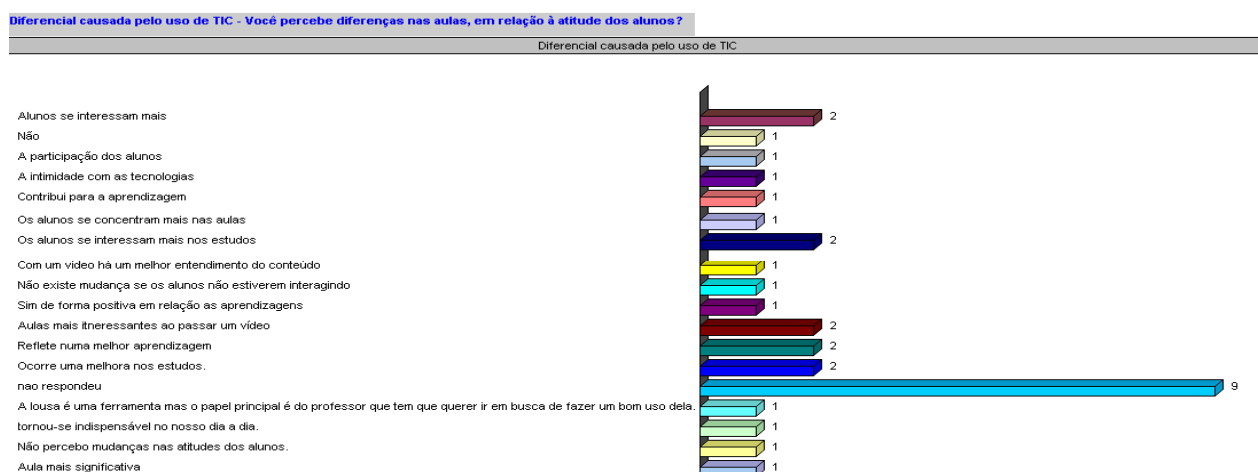 Diferencial causada pelo uso de TIC - Você percebe diferenças nas aulas, em relação à atitude dos alunos?
Diferencial causada pelo uso de TIC
Alunos se interessam mais 2
Não 1
A participação dos alunos 1
A intimidade com as tecnologias 1
Contribui para a aprendizagem 1
Os alunos se concentram mais nas aulas 1
Os alunos se interessam mais nos estudos 2
Com um video há um melhor entendimento do conteúdo 1
Não existe mudança se os alunos não estiverem interagindo 1
Sim de forma positiva em relação as aprendizagens 1
Aulas mais itneressantes ao passar um vídeo 2
Reflete numa melhor aprendizagem 2
Ocorre uma melhora nos estudos. 2
nao respondeu 9
A lousa é uma ferramenta mas o papel principal é do professor que tem que querer ir em busca de fazer um bom uso dela. 1
tornou-se indispensável no nosso dia a dia. 1
Não percebo mudanças nas atitudes dos alunos. 1
Aula mais significativa 1